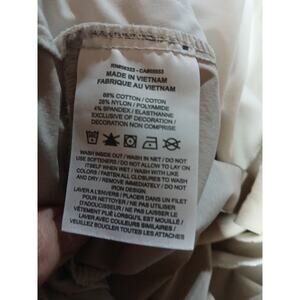 MADE IN VIETNAM
FABRIQUE AU VIETNAM
68% COTTON / COTON
28% NYLON / POLYAMIDE
4% SPANDEX / ELASTHANNE
EXCLUSIVE OF DECORATION /
DECORATION NON COMPRISE
WASH INSIDE OUT / WASH IN NET / DO NOT
USE SOFTENERS / DO NOT ALLOW TO LAY ON
ITSELF WHEN WET / WASH WITH LIKE
COLORS / FASTEN ALL CLOSURES TO WASH
AND DRY / REMOVE IMMEDIATELY / DO NOT
IRON DESIGN
LAVER A L'ENVERS / PLACER DANS UN FILET
POUR NETTOYER / NE PAS UTILISER
D'ADOUCISSEUR / NE PAS LAISSER LE
VÊTEMENT PLIÉ LORSQU'IL EST MOUILLÉ /
LAVER AVEC COULEURS SIMILAIRES /
VEUILLEZ BOUCLER TOUTES LES ATTACHES